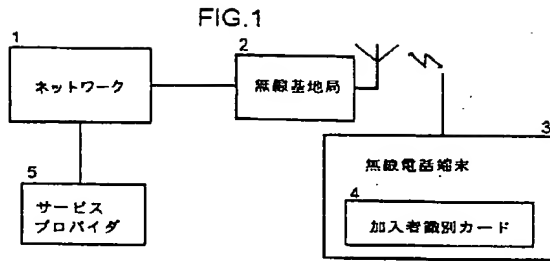 FIG.1
1
ネットワーク
2
無線基地局
3
無線電話端末
4
加入者識別カード
5
サービス
プロバイダ